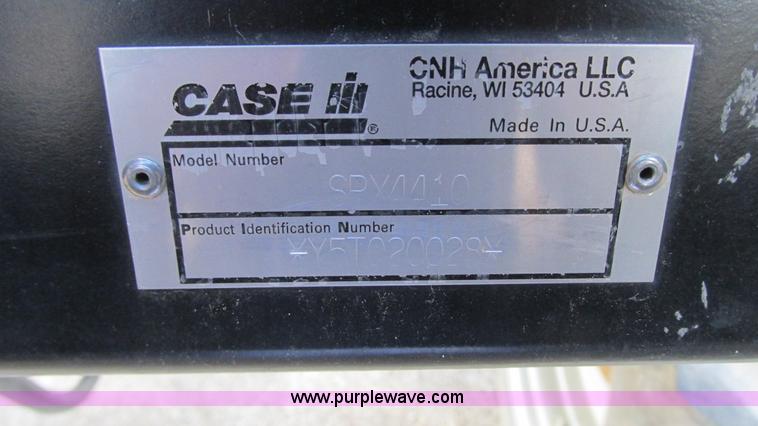 CASE IH ®
CNH America LLC
Racine, WI 53404 U.S.A
Made In U.S.A.
Model Number
SPX4410
Product Identification Number
*Y5T020028*
www.purplewave.com